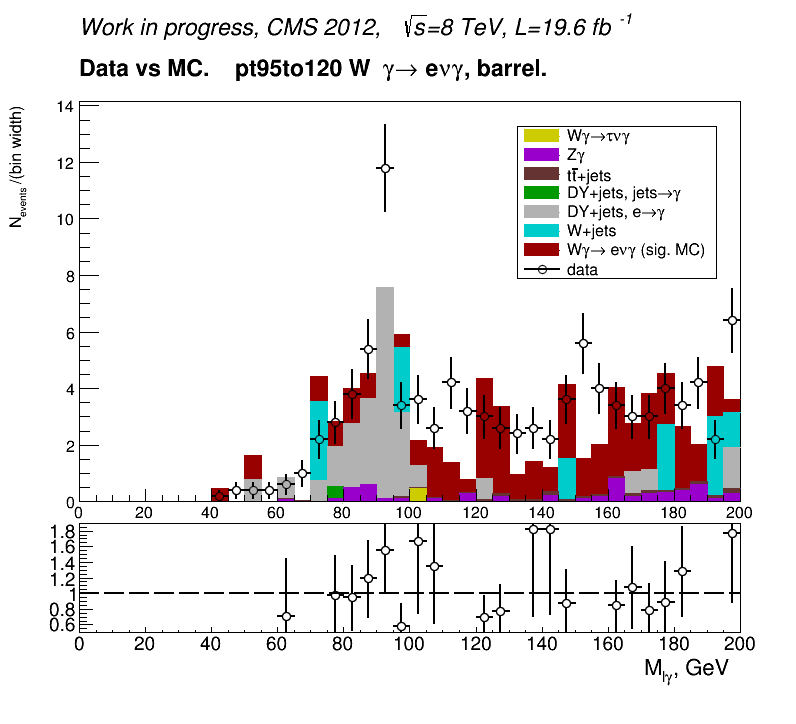 Work in progress, CMS 2012, √s=8 TeV, L=19.6 fb -1
Data vs MC. pt95to120 W γ→ eνγ, barrel.
N events /(bin width)
14
12
10
8
6
4
2
0
Wγ→τνγ
Zγ
tt̅+jets
DY+jets, jets→γ
DY+jets, e→γ
W+jets
Wγ→ eνγ (sig. MC)
data
0 20 40 60 80 100 120 140 160 180 200
1.8
1.6
1.4
1.2
1
0.8
0.6
0 20 40 60 80 100 120 140 160 180 200
M lγ, GeV